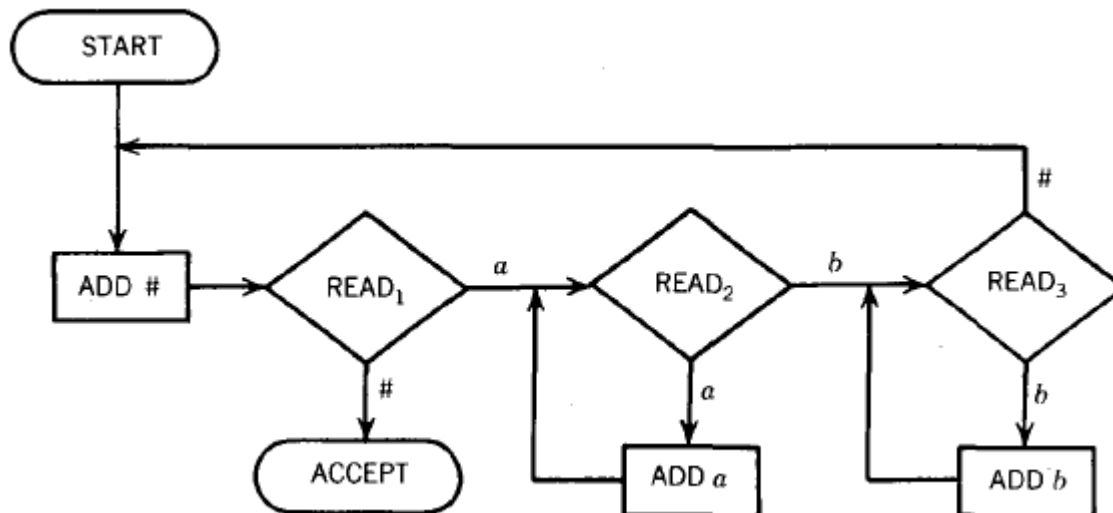 START
#
ADD #
READ₁
a
READ₂
b
READ₃
#
a
b
ACCEPT
ADD a
ADD b